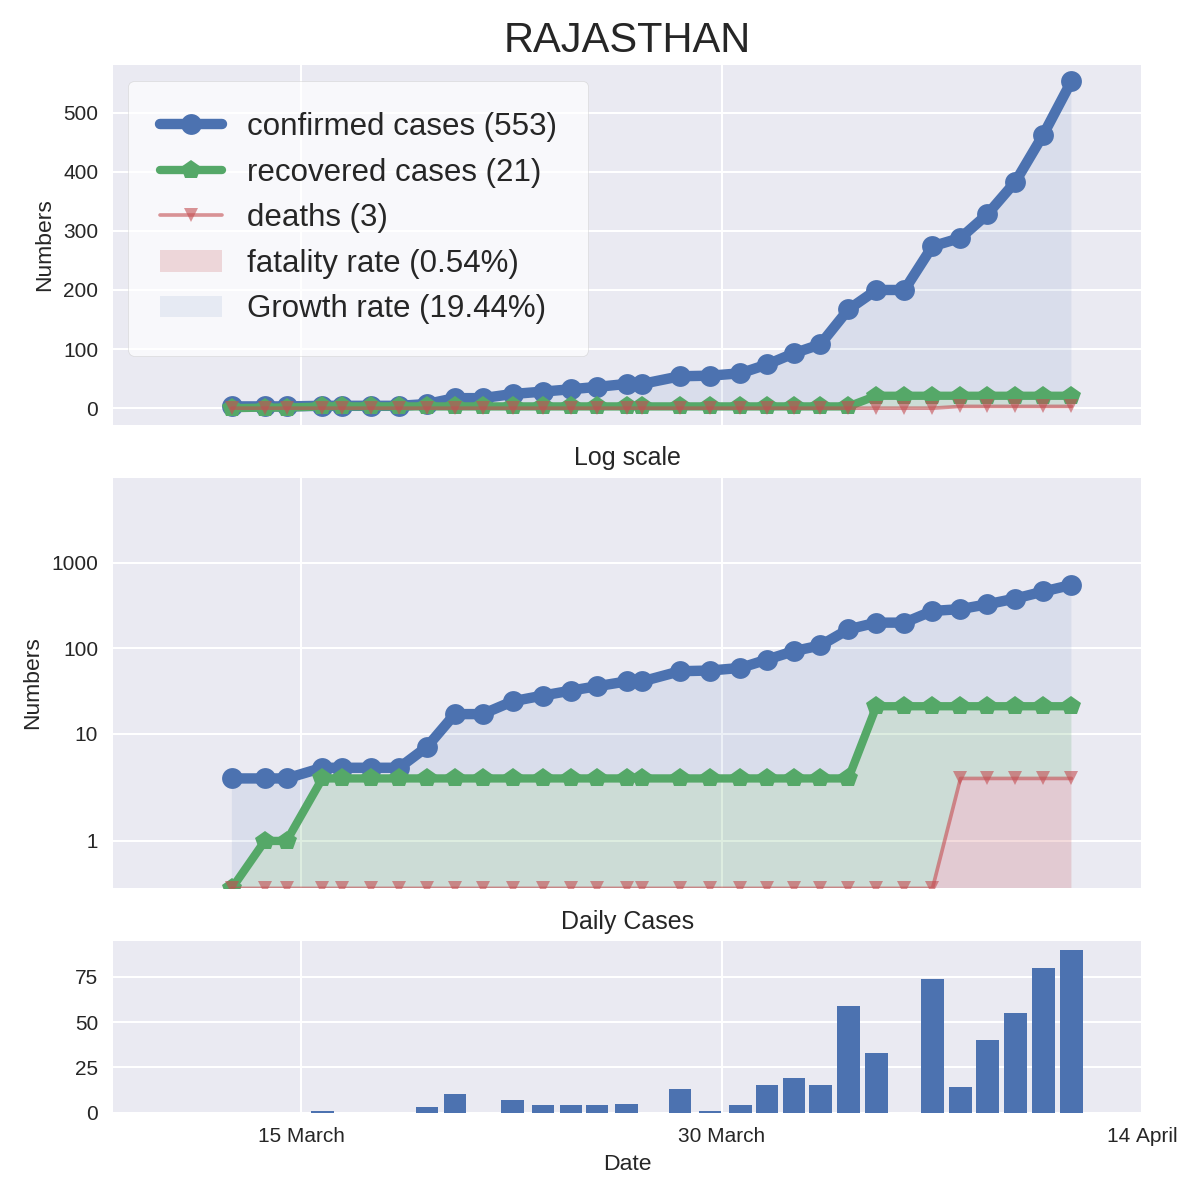 RAJASTHAN
500
400
300
200
100
0
Numbers
confirmed cases (553)
recovered cases (21)
deaths (3)
fatality rate (0.54%)
Growth rate (19.44%)
Log scale
1000
100
10
1
Numbers
Daily Cases
75
50
25
0
15 March
30 March
14 April
Date